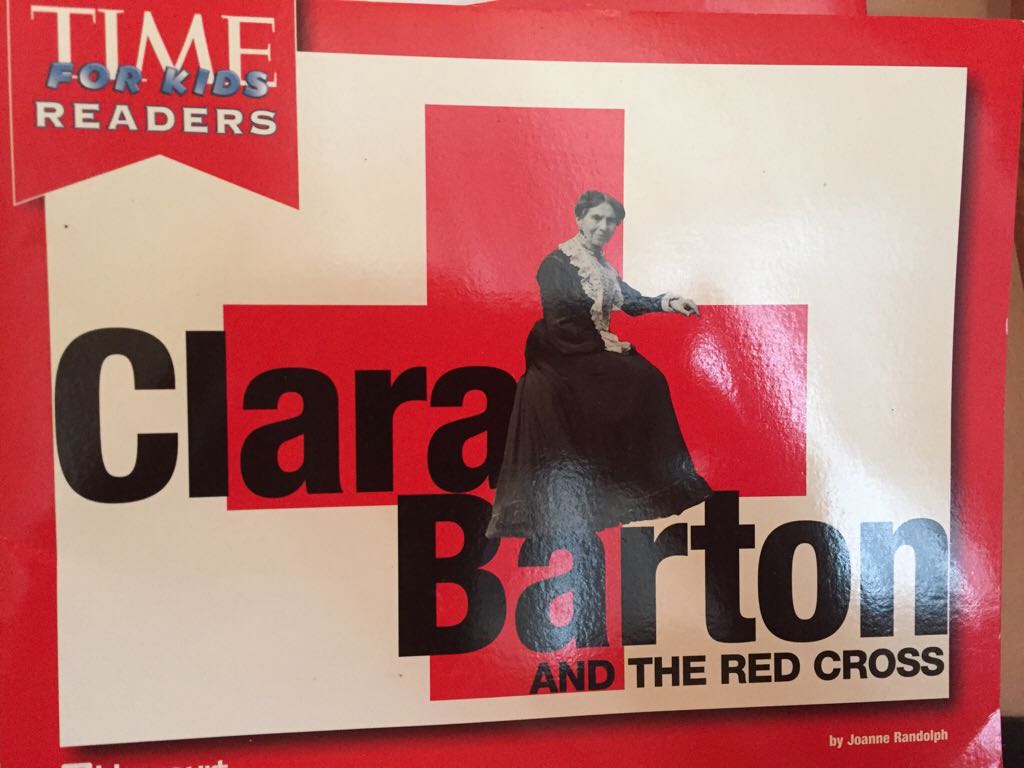 TIME
FOR KIDS
READERS
Clara
Barton
AND THE RED CROSS
by Joanne Randolph